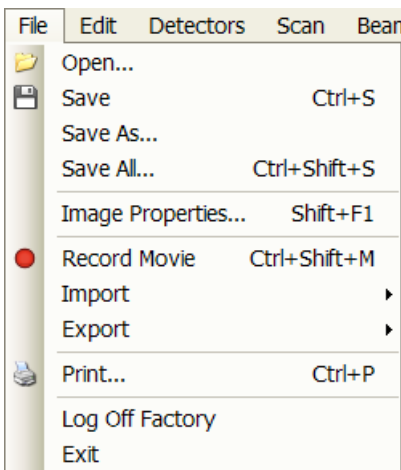 File Edit Detectors Scan
Open...
Save Ctrl+S
Save As...
Save All... Ctrl+Shift+S
Image Properties... Shift+F1
Record Movie Ctrl+Shift+M
Import
Export
Print... Ctrl+P
Log Off Factory
Exit